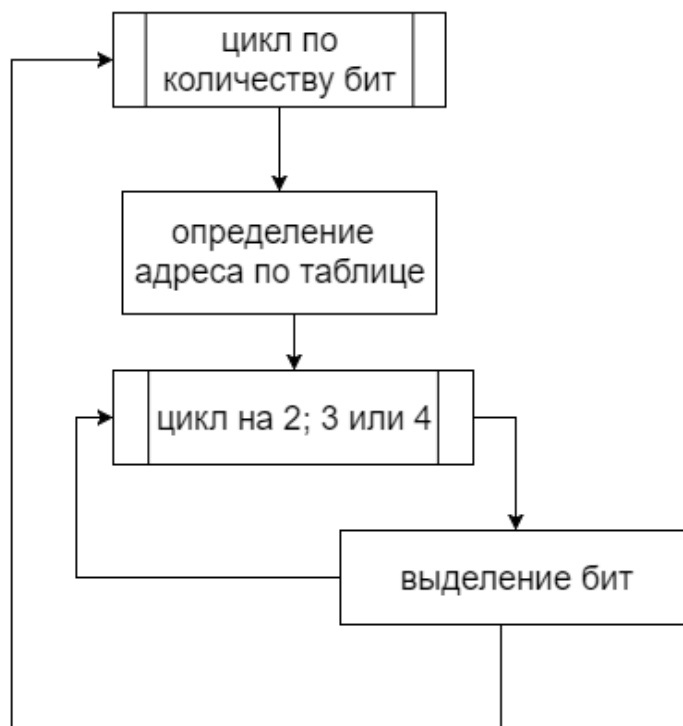 цикл по
количеству бит
определение
адреса по таблице
цикл на 2; 3 или 4
выделение бит